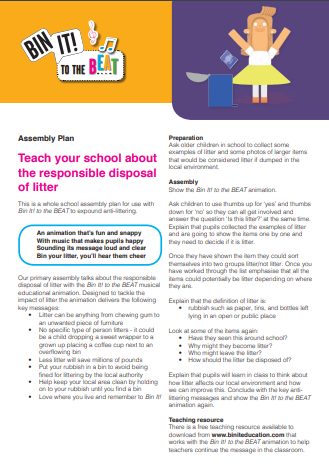 BIN IT!
TO THE BEAT
Assembly Plan
Teach your school about
the responsible disposal
of litter
This is a whole school assembly plan for use with
Bin It! to the BEAT to expound anti-littering.
An animation that's fun and snappy
With music that makes pupils happy
Sounding its message loud and clear
Bin your litter, you'll hear them cheer
Our primary assembly talks about the responsible
disposal of litter with the Bin It! to the BEAT musical
educational animation. Designed to tackle the
impact of litter the animation delivers the following
key messages:
• Litter can be anything from chewing gum to
an unwanted piece of furniture
• No specific type of person litters - it could
be a child dropping a sweet wrapper to a
grown up placing a coffee cup next to an
overflowing bin
• Less litter will save millions of pounds
• Put your rubbish in a bin to avoid being
fined for littering by the local authority
• Help keep your local area clean by holding
on to your rubbish until you find a bin
• Love where you live and remember to Bin It!
Preparation
Ask older children in school to collect some
examples of litter and some photos of larger items
that would be considered litter if dumped in the
local environment.
Assembly
Show the Bin It! to the BEAT animation.
Ask children to use thumbs up for 'yes' and thumbs
down for 'no' so they can all get involved and
answer the question 'Is this litter?' at the same time.
Explain that pupils collected the examples of litter
and are going to show the items one by one and
they need to decide if it is litter.
Once they have shown the item they could sort
themselves into two groups litter/not litter. Once you
have worked through the list emphasise that all the
items could potentially be litter depending on where
they are.
Explain that the definition of litter is:
• rubbish such as paper, tins, and bottles left
lying in an open or public place
Look at some of the items again:
• Have they seen this around school?
• Why might they become litter?
• Who might leave the litter?
• How should the litter be disposed of?
Explain that pupils will learn in class to think about
how litter affects our local environment and how
we can improve this. Conclude with the key anti-
littering messages and show the Bin It! to the BEAT
animation again.
Teaching resource
There is a free teaching resource available to
download from www.biniteducation.com that
works with the Bin It! to the BEAT animation to help
teachers continue the message in the classroom.